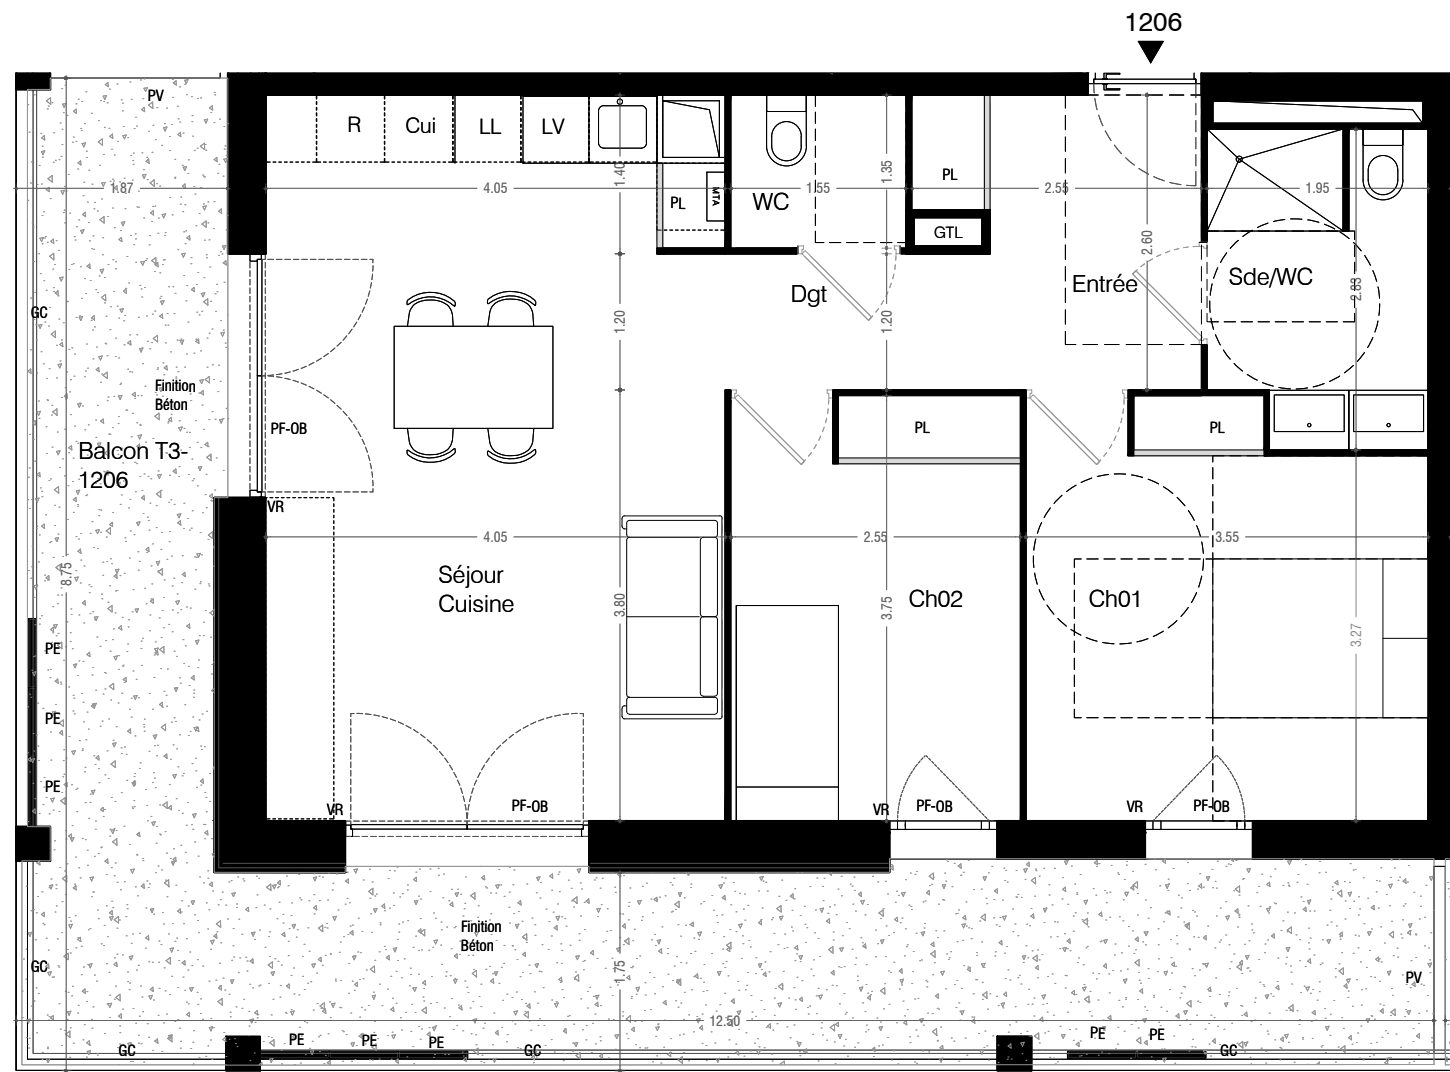 1206
PV
R
Cui
LL
LV
1.40
1.35
PL
1.87
4.05
1.55
2.55
1.95
MTA
PL
WC
GTL
2.60
Entrée
Sde/WC
2.83
Dgt
GC
1.20
1.20
Finition
Béton
PF-OB
PL
PL
Balcon T3-
1206
VR
4.05
2.55
3.55
8.75
Séjour
Cuisine
3.80
3.75
Ch02
Ch01
3.27
PE
PE
PE
VR
PF-OB
VR
PF-OB
VR
PF-OB
Finition
Béton
GC
1.75
PV
12.50
GC
PE
PE
PE
GC
PE
PE
GC